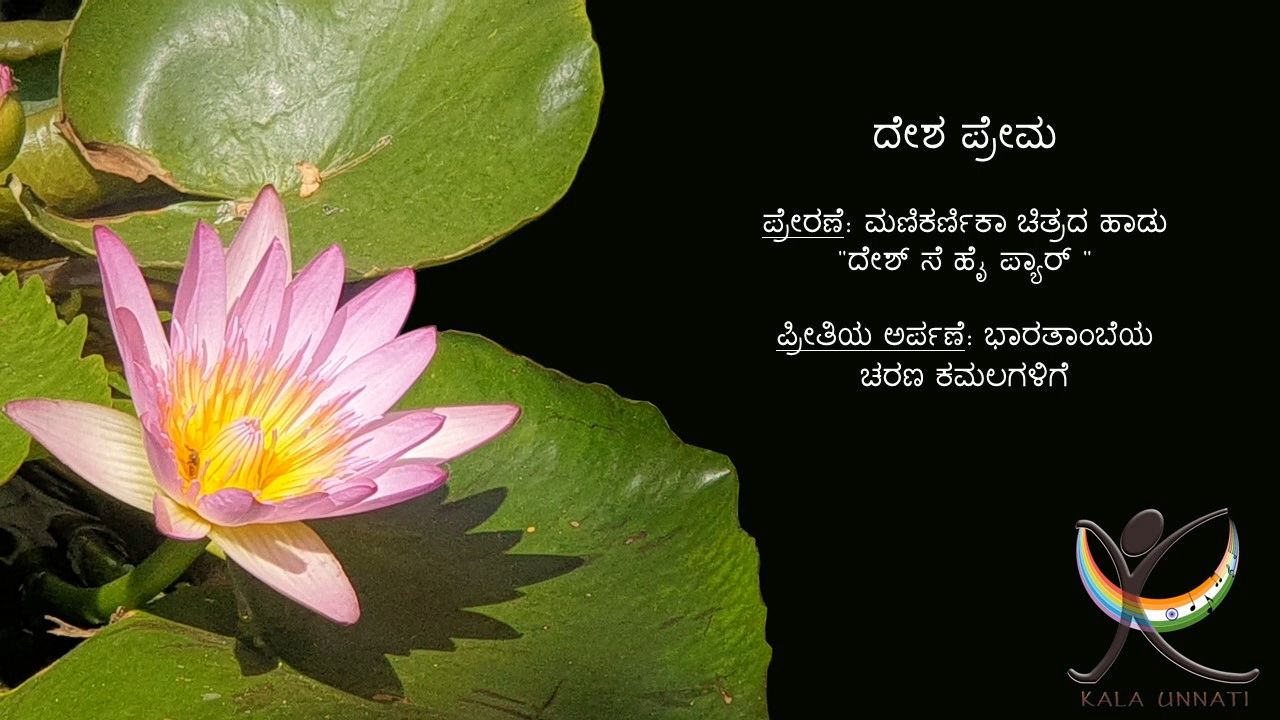 ದೇಶ ಪ್ರೇಮ
ಪ್ರೇರಣೆ: ಮಣಿಕರ್ಣಿಕಾ ಚಿತ್ರದ ಹಾಡು
"ದೇಶ್ ಸೆ ಹೈ ಪ್ಯಾರ್ "
ಪ್ರೀತಿಯ ಅರ್ಪಣೆ: ಭಾರತಾಂಬೆಯ
ಚರಣ ಕಮಲಗಳಿಗೆ
KALA UNNATI